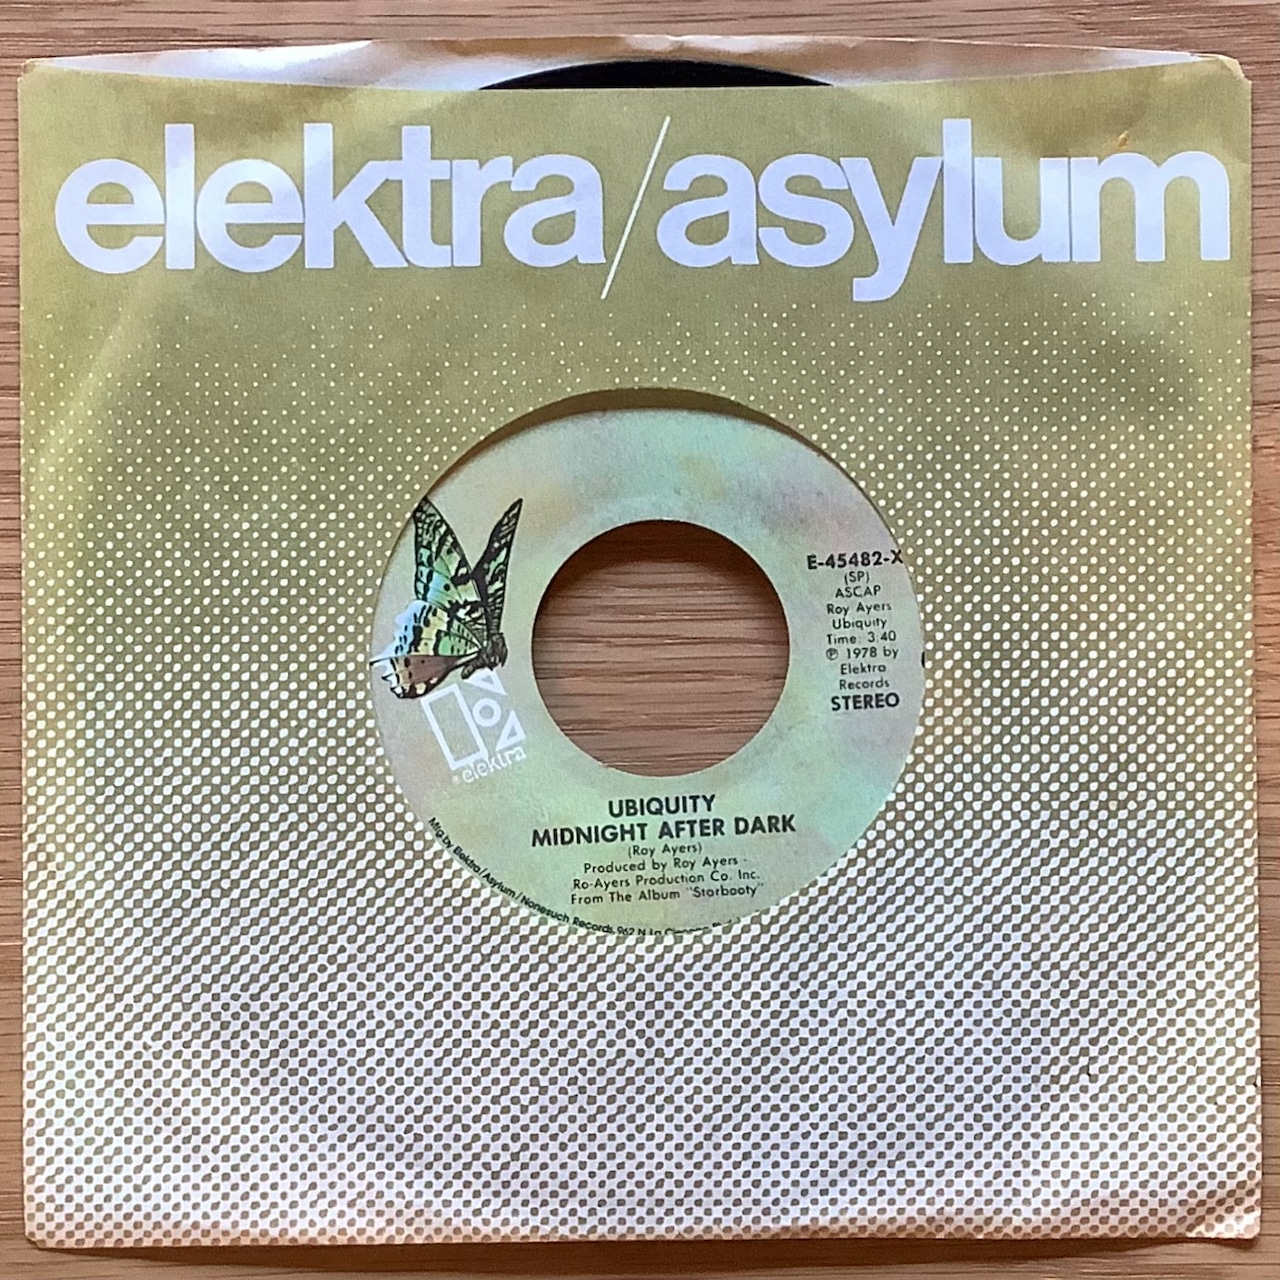 elektra/asylum
E-45482-X
(SP)
ASCAP
Roy Ayers
Ubiquity
Time: 3:40
℗ 1978 by
Elektra
Records
STEREO
elektra
UBIQUITY
MIDNIGHT AFTER DARK
(Roy Ayers)
Produced by Roy Ayers -
Ro-Ayers Production Co. Inc.
From The Album "Starbooty"
Mfg. by Elektra/Asylum/Nonesuch Records, 962 N. La